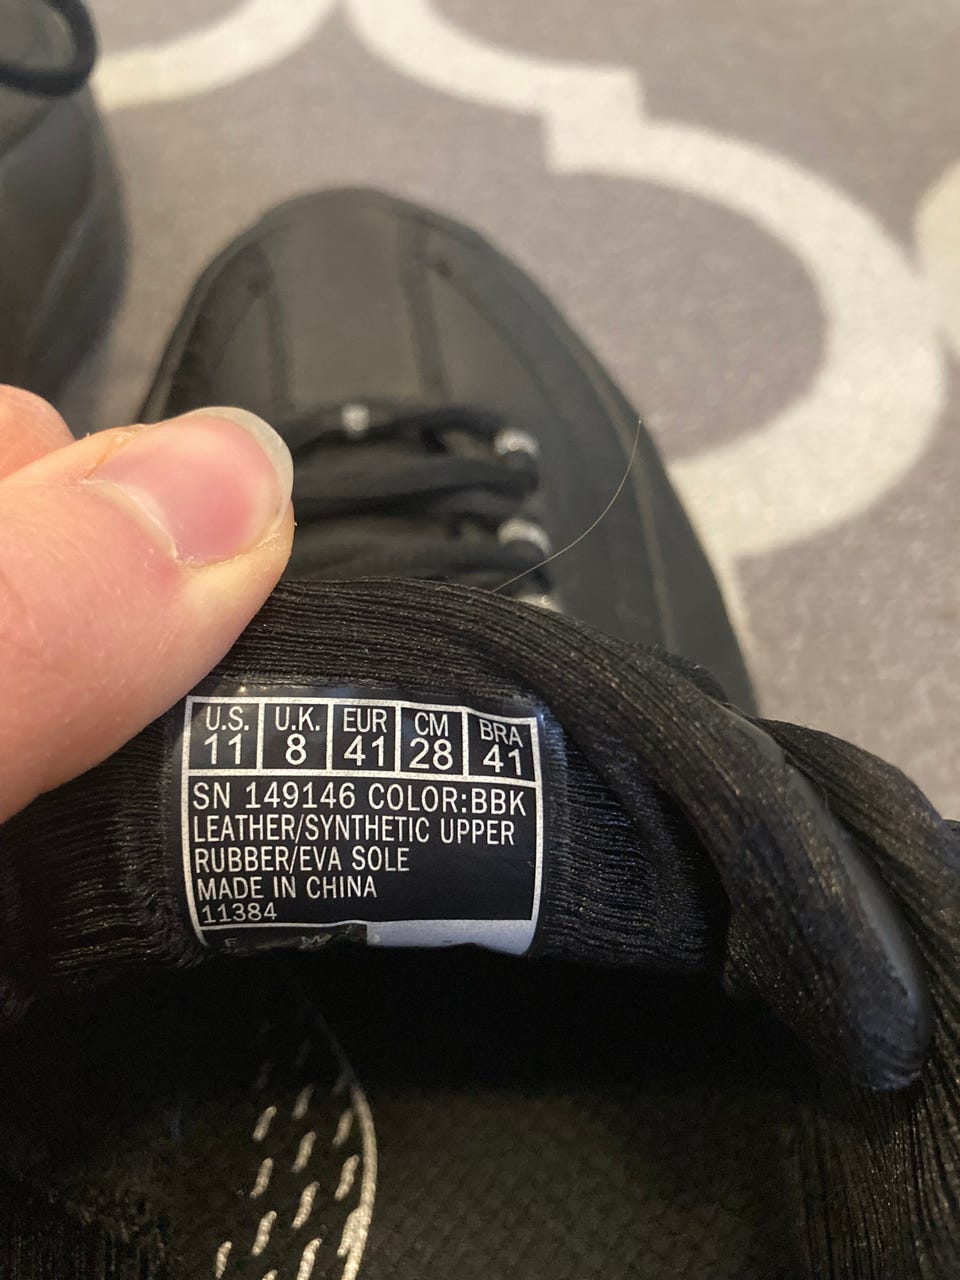 U.S. U.K. EUR CM BRA
11 8 41 28 41
SN 149146 COLOR:BBK
LEATHER/SYNTHETIC UPPER
RUBBER/EVA SOLE
MADE IN CHINA
11384